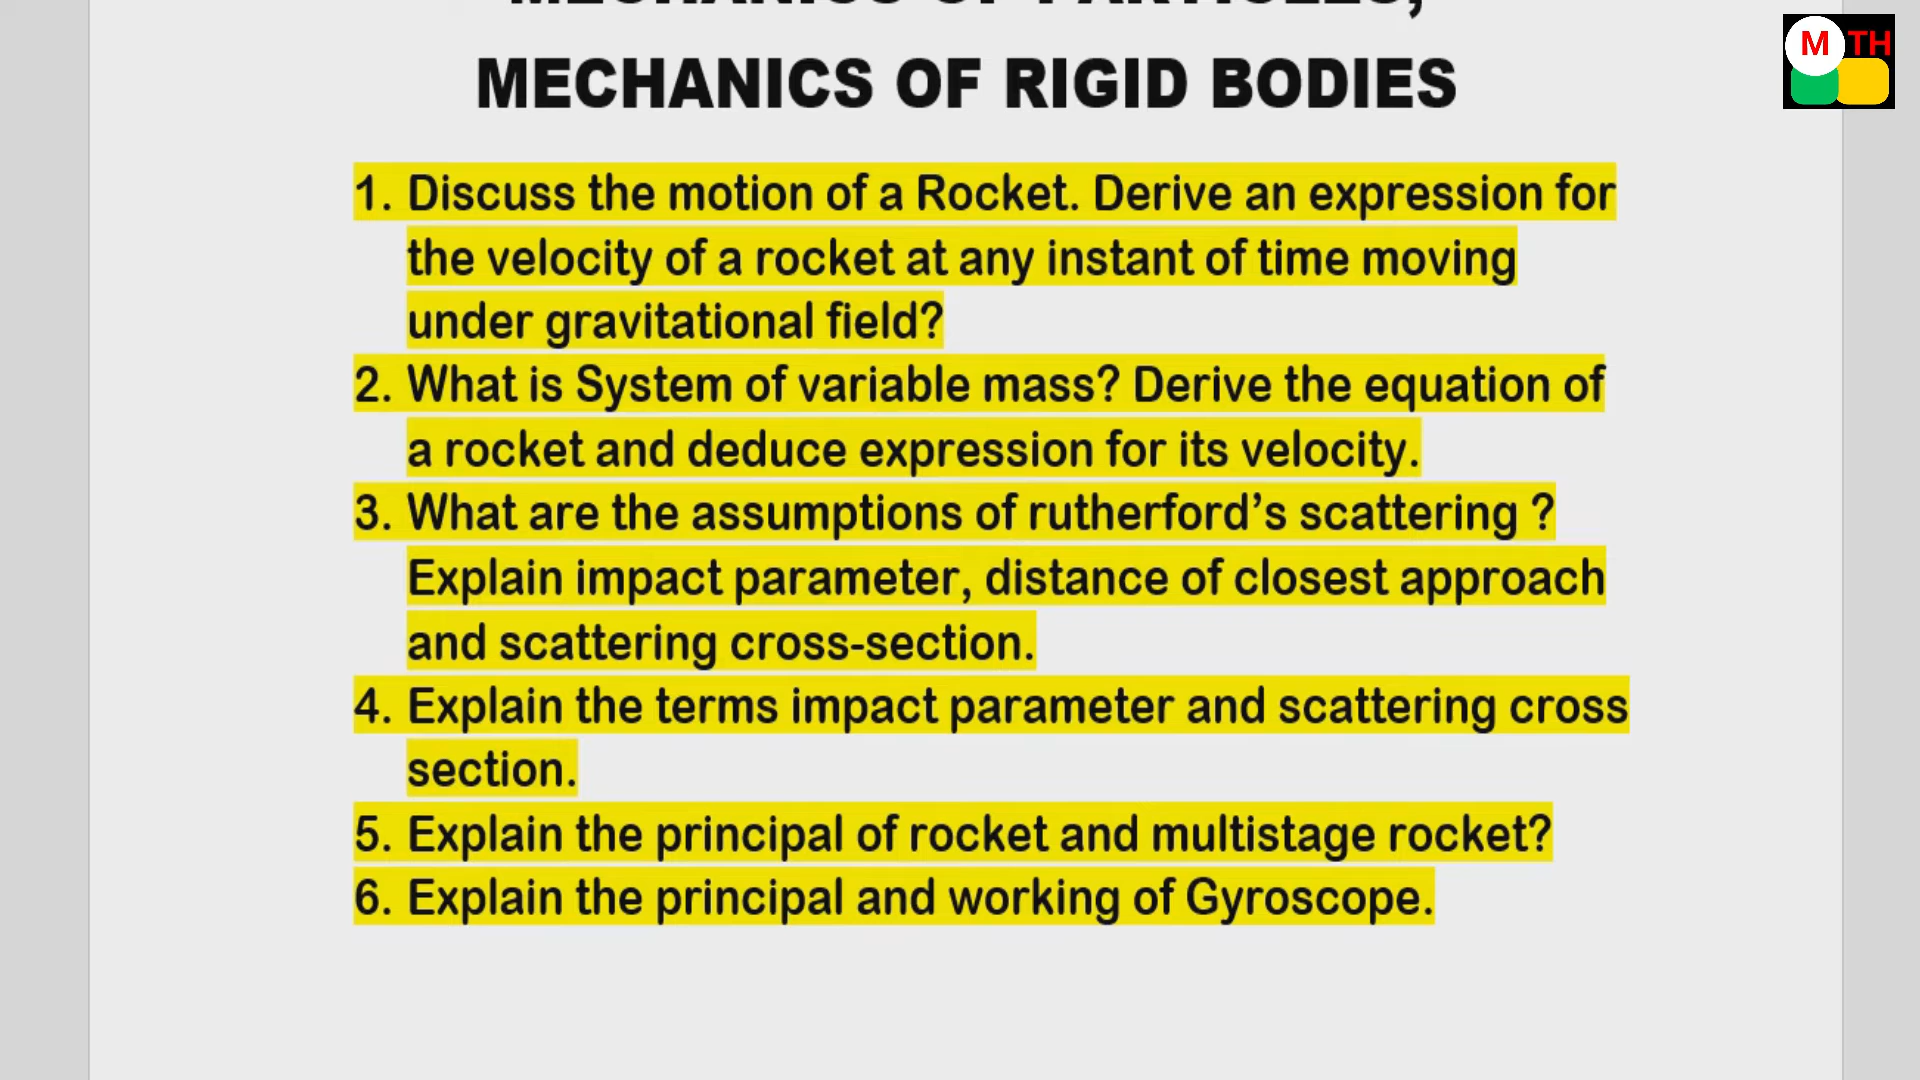 MECHANICS OF PARTICLES,
MECHANICS OF RIGID BODIES
M TH
1. Discuss the motion of a Rocket. Derive an expression for
the velocity of a rocket at any instant of time moving
under gravitational field?
2. What is System of variable mass? Derive the equation of
a rocket and deduce expression for its velocity.
3. What are the assumptions of rutherford’s scattering ?
Explain impact parameter, distance of closest approach
and scattering cross-section.
4. Explain the terms impact parameter and scattering cross
section.
5. Explain the principal of rocket and multistage rocket?
6. Explain the principal and working of Gyroscope.